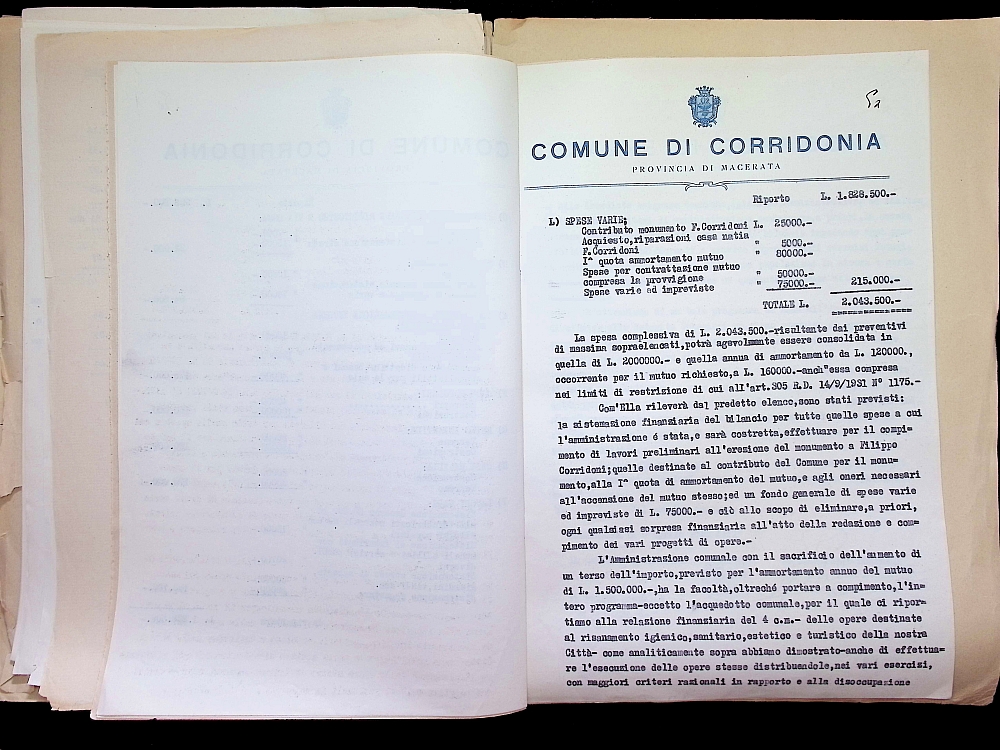 52
COMUNE DI CORRIDONIA
PROVINCIA DI MACERATA
Riporto L. 1.828.500.-
L) SPESE VARIE;
Contributo monumento F.Corridoni L. 25000.-
Acquiesto,riparazioni casa natia
F.Corridoni " 5000.-
I^ quota ammortamento mutuo " 80000.-
Spese per contrattazione mutuo
compresa la provvigione " 50000.-
Spese varie ed impreviste " 75000.- 215.000.-
TOTALE L. 2.043.500.-
La spesa complessiva di L. 2.043.500.-risultante dai preventivi
di massina sopraelencati,potrà agevolmente essere consolidata in
quella di L. 2000000.- e quella annua di ammortamento da L. 120000.,
occorrente per il mutuo richiesto,a L. 160000.-anch"essa compresa
nei limiti di restrizione di cui all'art.305 R.D. 14/9/1931 N° 1175.-
Com'Ella rileverà dal predetto elenco,sono stati previsti:
la sistemazione finanziaria del bilancio per tutte quelle spese a cui
l'amministrazione é stata,e sarà costretta,effettuare per il compi=
mento di lavori preliminari all'erezione del monumento a Filippo
Corridoni;quelle destinate al contributo del Comune per il monu=
mento,alla I^ quota di ammortamento del mutuo,e agli oneri necessari
all'accensione del mutuo stesso;ed un fondo generale di spese varie
ed impreviste di L. 75000.- e ciò allo scopo di eliminare,a priori,
ogni qualsiasi sorpresa finanziaria all'atto della redazione e com=
pimento dei vari progetti di opere.-
L'Amministrazione comunale con il sacrificio dell'aumento di
un terzo dell'importo,previsto per l'ammortamento annuo del mutuo
di L. 1.500.000.-,ha la facoltà,oltreché portare a compimento,l'in=
tero programma-eccetto l'acquedotto comunale,per il quale ci ripor=
tiamo alla relazione finanziaria del 4 c.m.- delle opere destinate
al risanamento igienico,sanitario,estetico e turistico della nostra
Città- come analiticamente sopra abbiamo dimostrato-anche di effettua=
re l'esecuzione delle opere stesse distribuendole,nei vari esercisi,
con maggiori criteri razionali in rapporto e alla disoccupazione